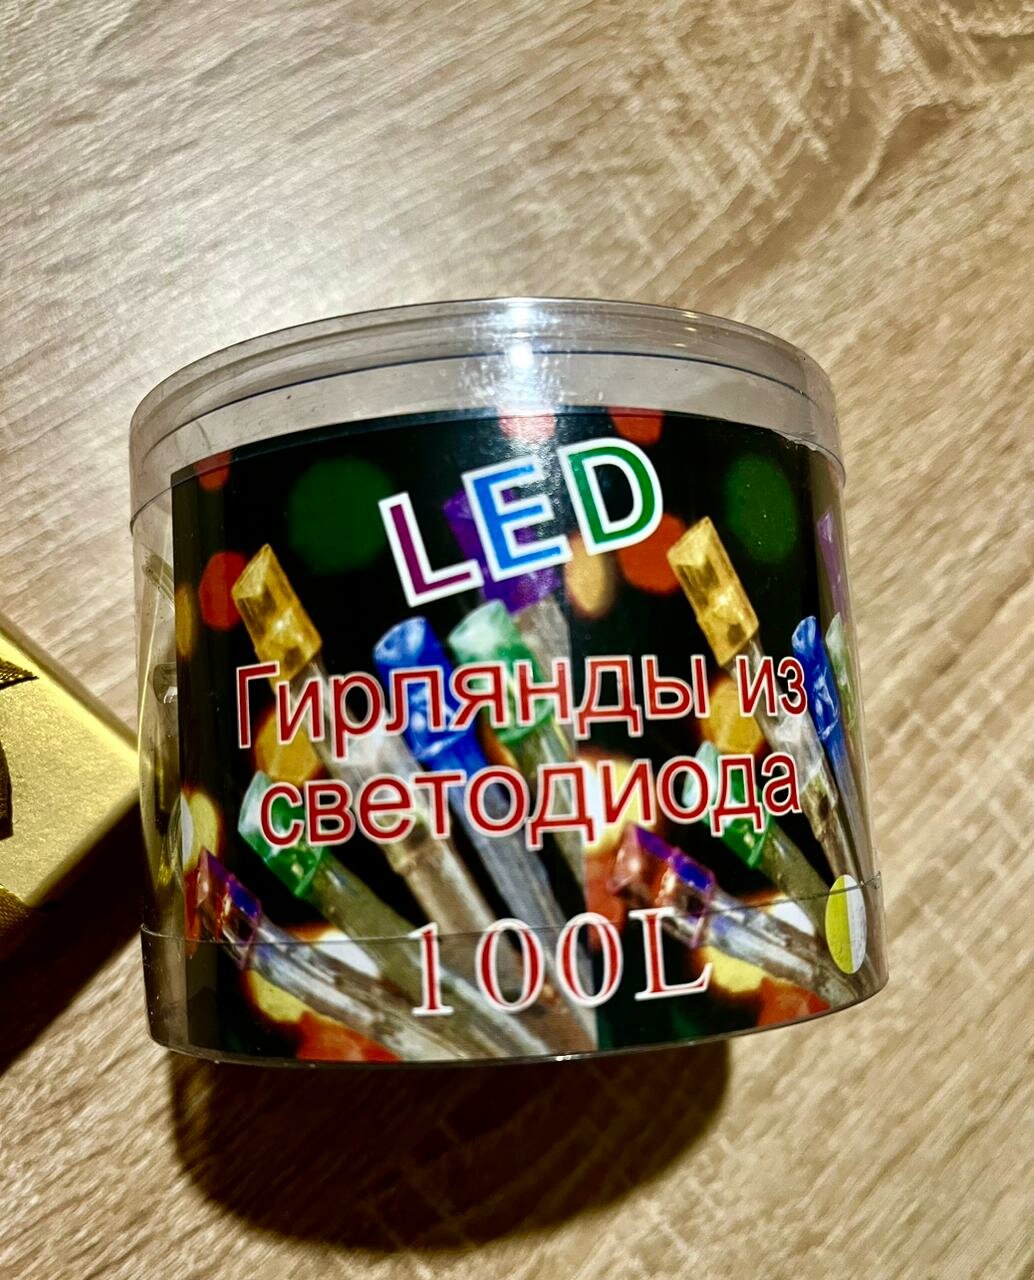 LED
Гирлянды из
светодиода
100L